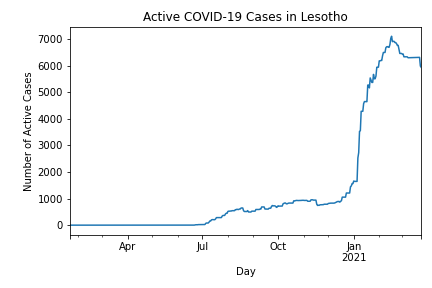 Active COVID-19 Cases in Lesotho
Number of Active Cases
7000
6000
5000
4000
3000
2000
1000
0
Apr
Jul
Oct
Jan
2021
Day